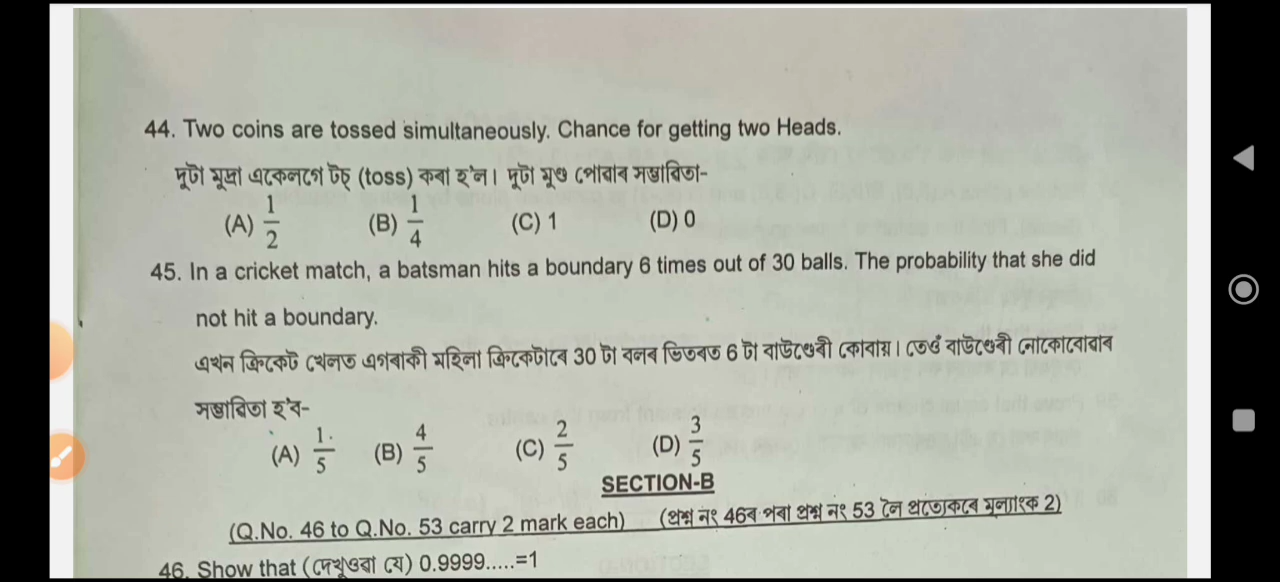 44. Two coins are tossed simultaneously. Chance for getting two Heads.
দুটা মুদ্ৰা একেলগে টচ্ (toss) কৰা হ'ল। দুটা মুণ্ড পোৱাৰ সম্ভাৱিতা-
(A) 1/2 (B) 1/4 (C) 1 (D) 0
45. In a cricket match, a batsman hits a boundary 6 times out of 30 balls. The probability that she did
not hit a boundary.
এখন ক্ৰিকেট খেলত এগৰাকী মহিলা ক্ৰিকেটাৰে 30 টা বলৰ ভিতৰত 6 টা বাউণ্ডেৰী কোবায়। তেওঁ বাউণ্ডেৰী নোকোবোৱাৰ
সম্ভাৱিতা হ'ব-
(A) 1/5 (B) 4/5 (C) 2/5 (D) 3/5
SECTION-B
(Q.No. 46 to Q.No. 53 carry 2 mark each) (প্ৰশ্ন নং 46ৰ পৰা প্ৰশ্ন নং 53 লৈ প্ৰত্যেকৰে মূল্যাংক 2)
46. Show that (দেখুওৱা যে) 0.9999.....=1